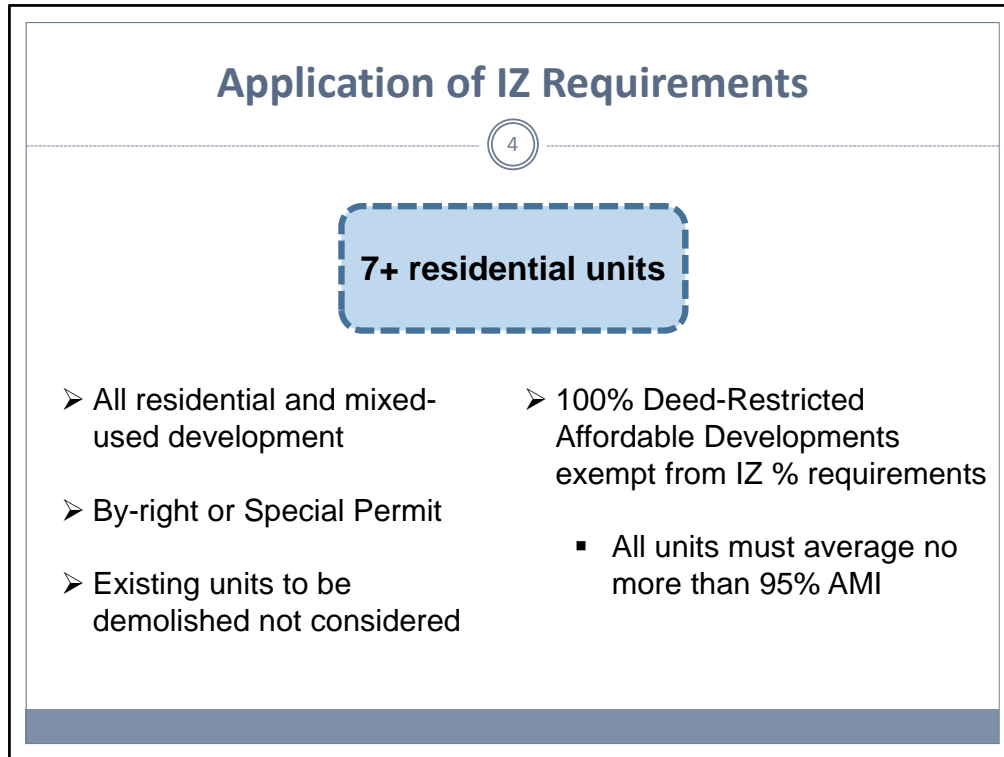 Application of IZ Requirements
4
7+ residential units
➢ All residential and mixed-
used development
➢ By-right or Special Permit
➢ Existing units to be
demolished not considered
➢ 100% Deed-Restricted
Affordable Developments
exempt from IZ % requirements
▪ All units must average no
more than 95% AMI